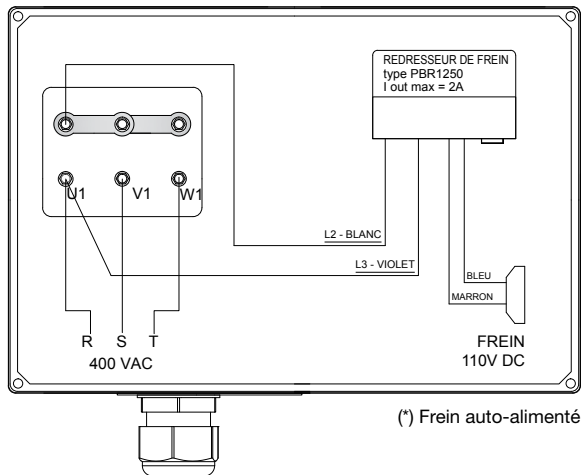 REDRESSEUR DE FREIN
type PBR1250
I out max = 2A
U1 V1 W1
L2 - BLANC
L3 - VIOLET
BLEU
MARRON
R S T
400 VAC
FREIN
110V DC
(*) Frein auto-alimenté